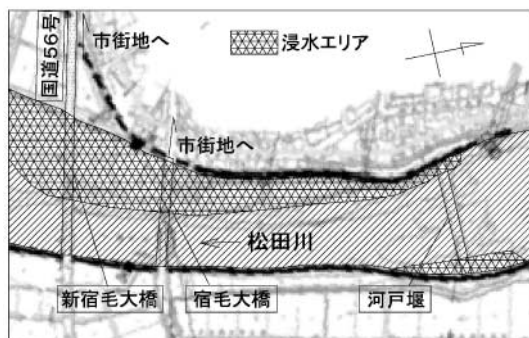 国道56号
市街地へ
浸水エリア
市街地へ
松田川
新宿毛大橋
宿毛大橋
河戸堰